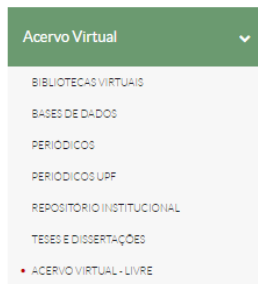 Acervo Virtual
BIBLIOTECAS VIRTUAIS
BASES DE DADOS
PERIÓDICOS
PERIÓDICOS UPF
REPOSITÓRIO INSTITUCIONAL
TESES E DISSERTAÇÕES
ACERVO VIRTUAL - LIVRE